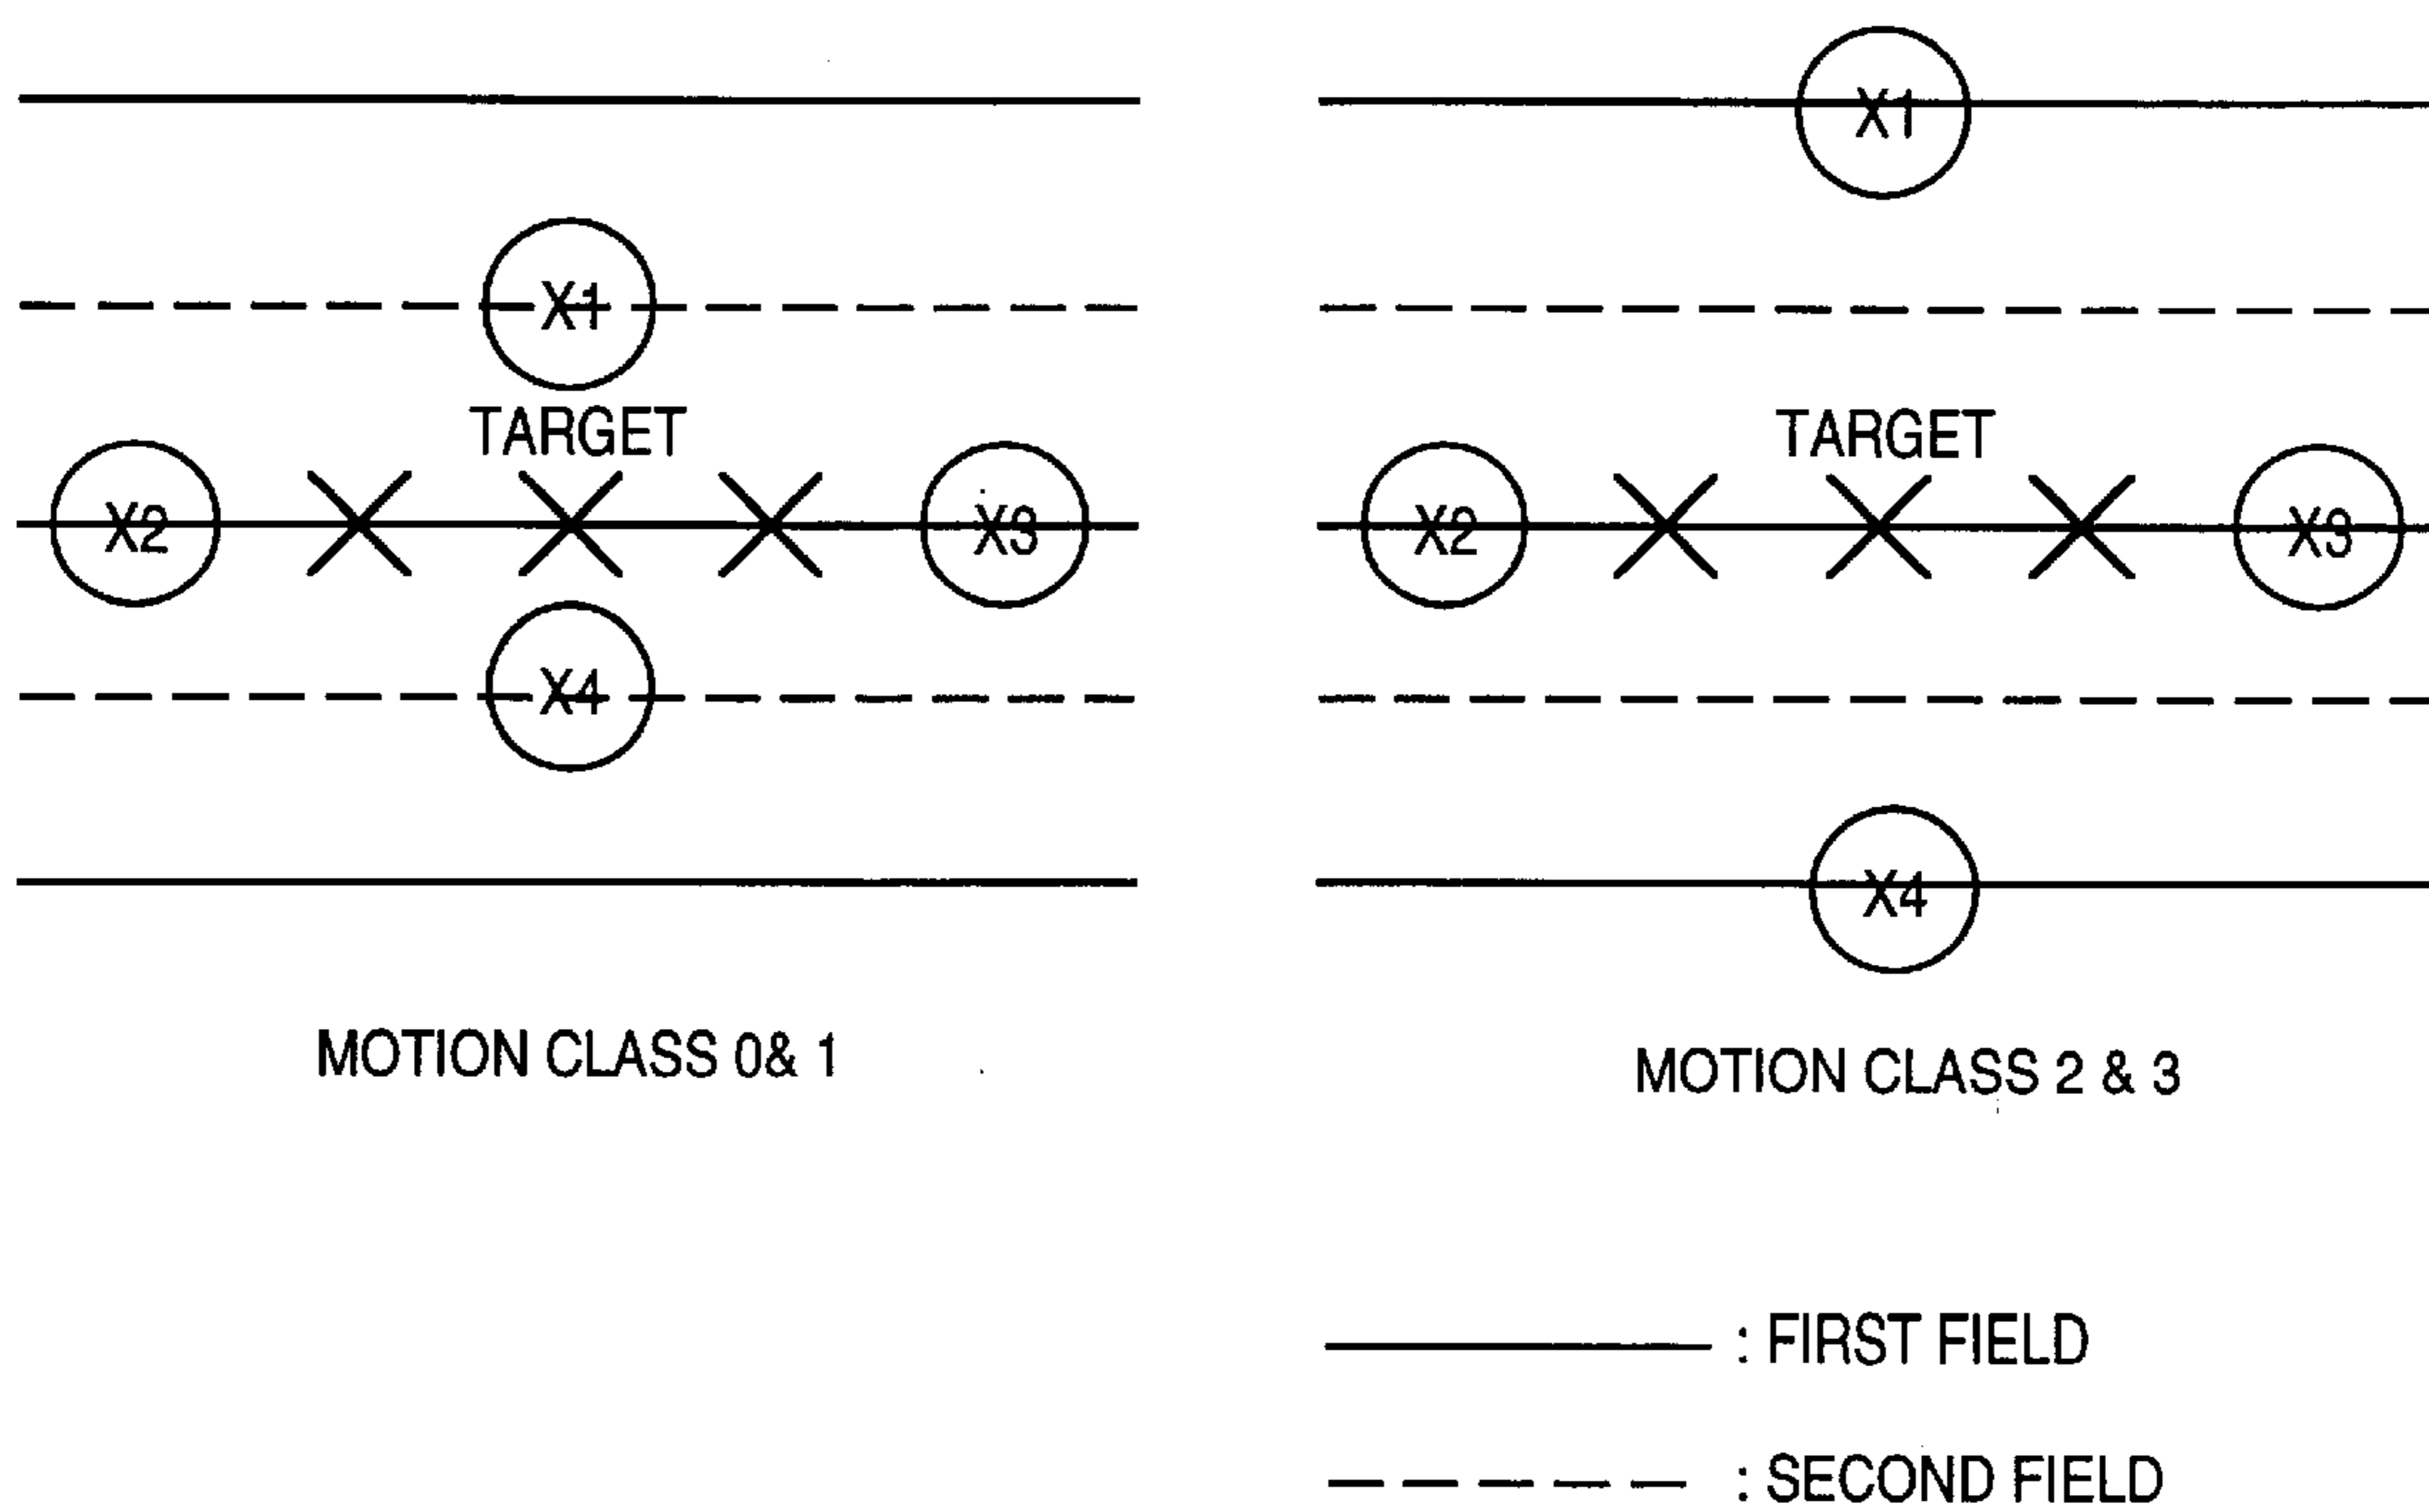 X1
TARGET
X2 X3
X4
MOTION CLASS 0& 1
X1
TARGET
X2 X3
X4
MOTION CLASS 2 & 3
: FIRST FIELD
: SECOND FIELD